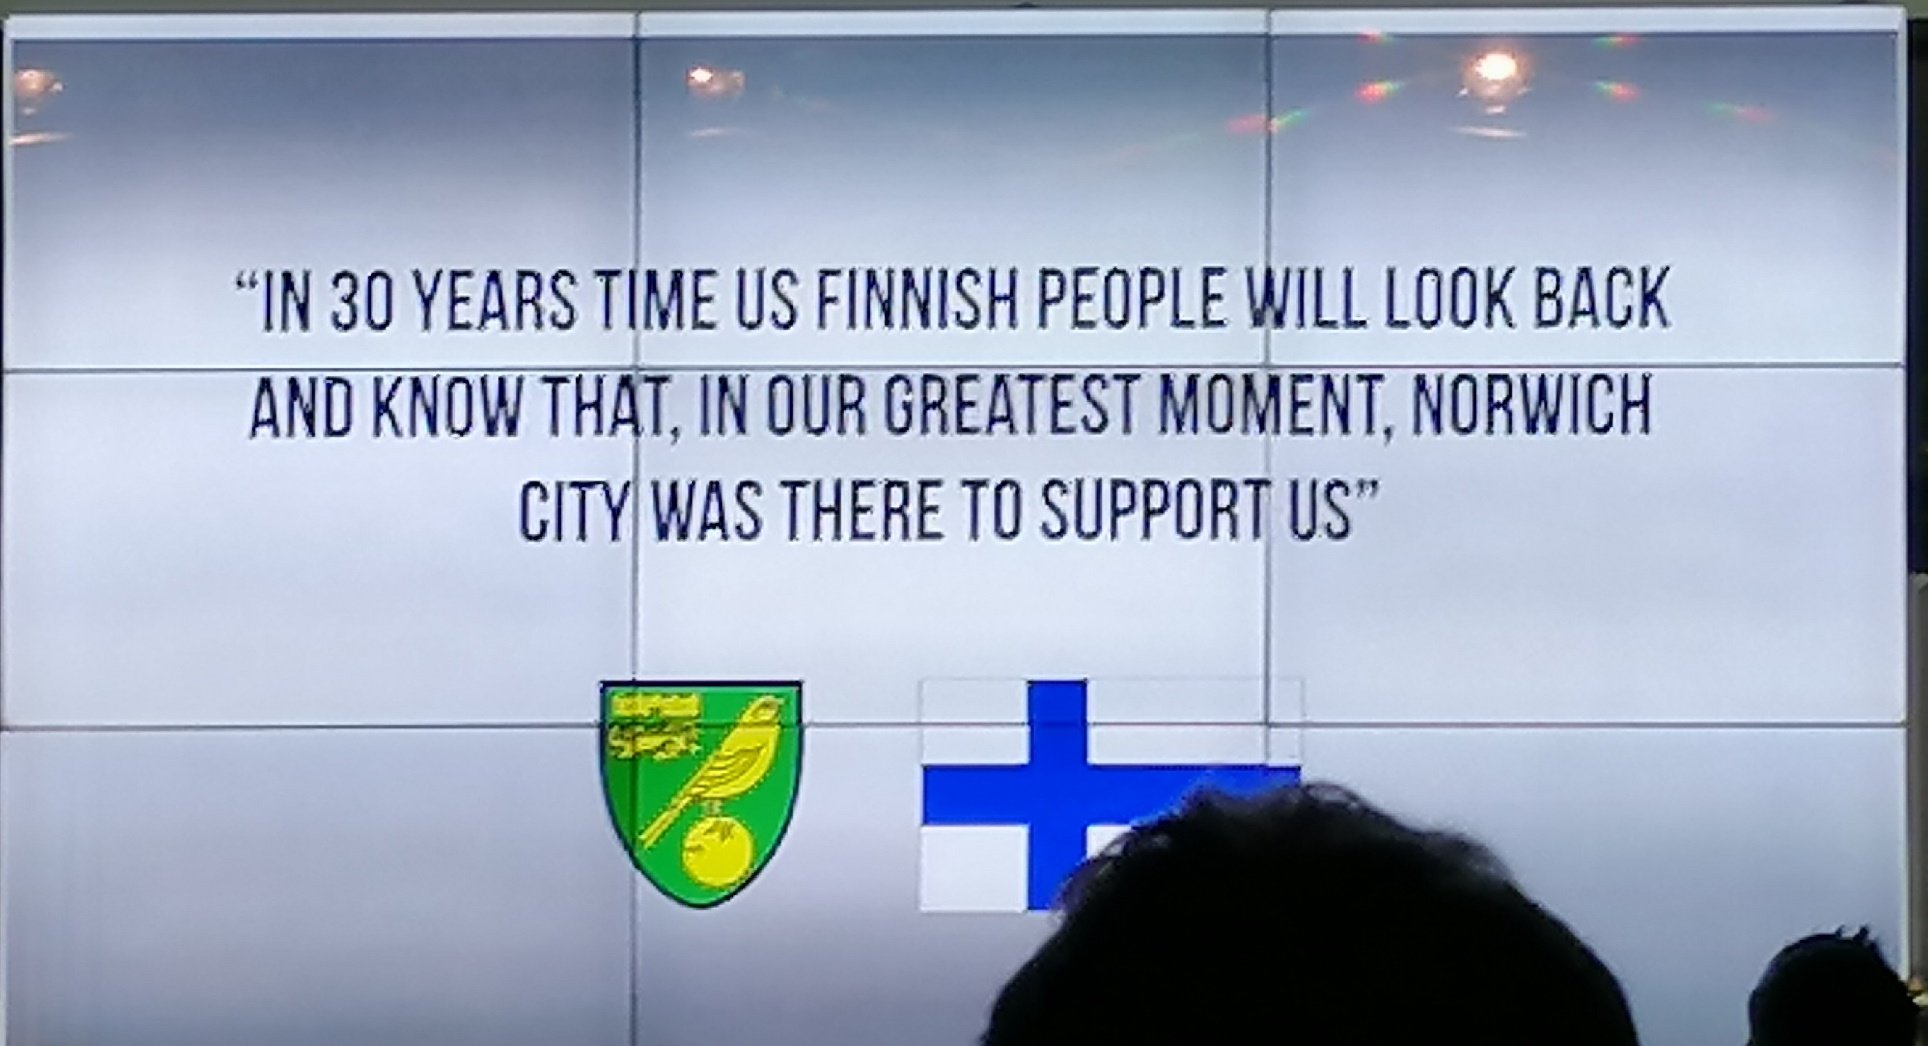 “IN 30 YEARS TIME US FINNISH PEOPLE WILL LOOK BACK
AND KNOW THAT, IN OUR GREATEST MOMENT, NORWICH
CITY WAS THERE TO SUPPORT US”